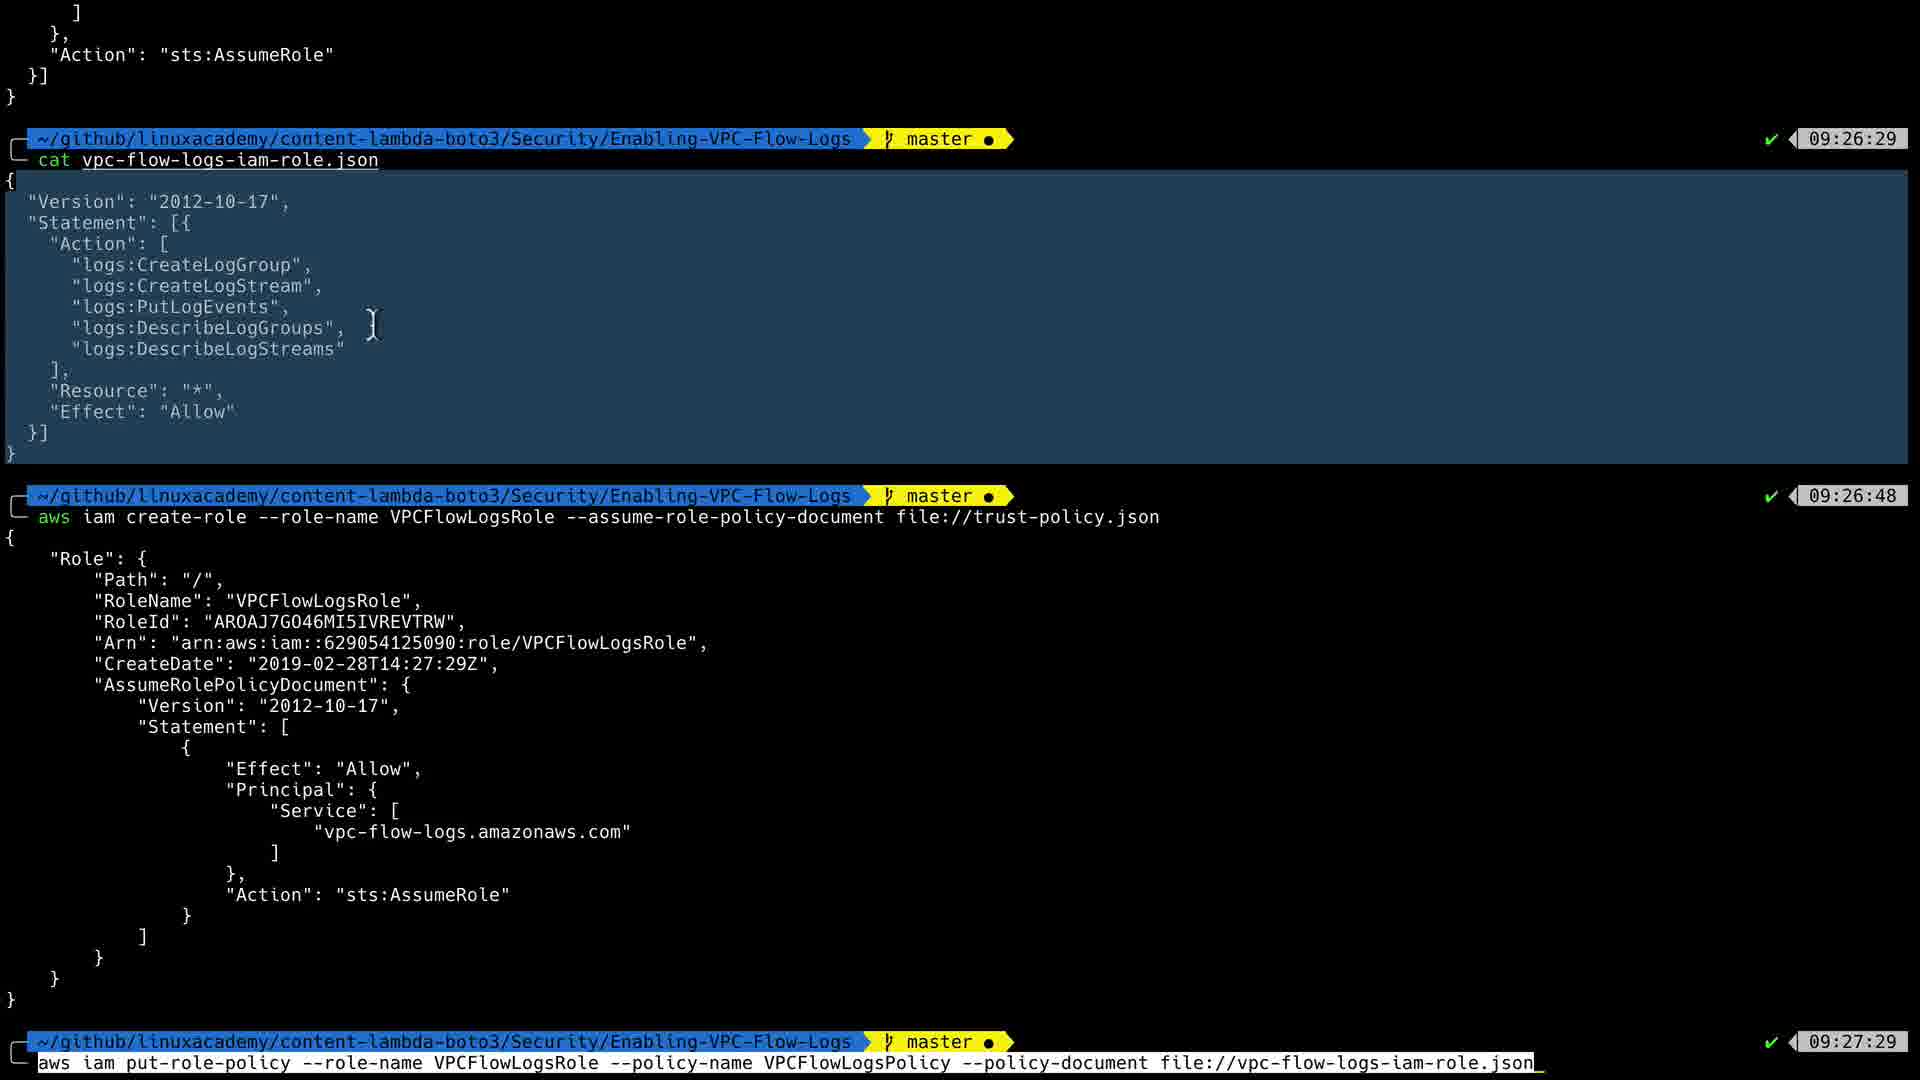 ]
    },
    "Action": "sts:AssumeRole"
  }]
}
~/github/linuxacademy/content-lambda-boto3/Security/Enabling-VPC-Flow-Logs master ● ✔ 09:26:29
cat vpc-flow-logs-iam-role.json
{
  "Version": "2012-10-17",
  "Statement": [{
    "Action": [
      "logs:CreateLogGroup",
      "logs:CreateLogStream",
      "logs:PutLogEvents",
      "logs:DescribeLogGroups",
      "logs:DescribeLogStreams"
    ],
    "Resource": "*",
    "Effect": "Allow"
  }]
}
~/github/linuxacademy/content-lambda-boto3/Security/Enabling-VPC-Flow-Logs master ● ✔ 09:26:48
aws iam create-role --role-name VPCFlowLogsRole --assume-role-policy-document file://trust-policy.json
{
    "Role": {
        "Path": "/",
        "RoleName": "VPCFlowLogsRole",
        "RoleId": "AROAJ7GO46MI5IVREVTRW",
        "Arn": "arn:aws:iam::629054125090:role/VPCFlowLogsRole",
        "CreateDate": "2019-02-28T14:27:29Z",
        "AssumeRolePolicyDocument": {
            "Version": "2012-10-17",
            "Statement": [
                {
                    "Effect": "Allow",
                    "Principal": {
                        "Service": [
                            "vpc-flow-logs.amazonaws.com"
                        ]
                    },
                    "Action": "sts:AssumeRole"
                }
            ]
        }
    }
}
~/github/linuxacademy/content-lambda-boto3/Security/Enabling-VPC-Flow-Logs master ● ✔ 09:27:29
aws iam put-role-policy --role-name VPCFlowLogsRole --policy-name VPCFlowLogsPolicy --policy-document file://vpc-flow-logs-iam-role.json